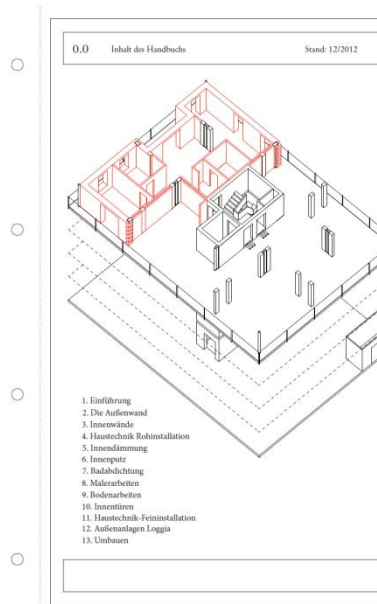 0.0 Inhalt des Handbuchs Stand: 12/2012
1. Einführung
2. Die Außenwand
3. Innenwände
4. Haustechnik Rohinstallation
5. Innendämmung
6. Innenputz
7. Badabdichtung
8. Malerarbeiten
9. Bodenarbeiten
10. Innentüren
11. Haustechnik-Feininstallation
12. Außenanlagen Loggia
13. Umbauen